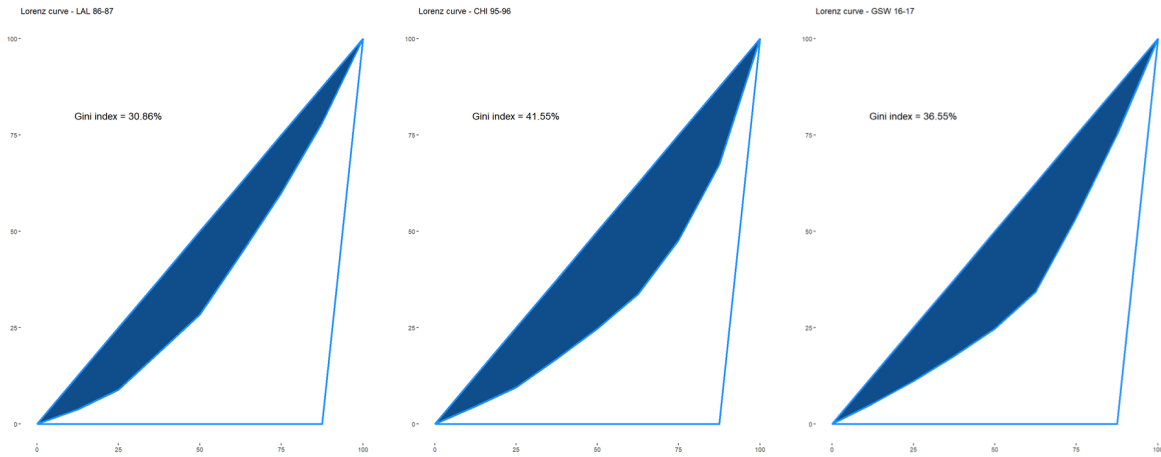 Lorenz curve - LAL 86-87
100
75
50
25
0
0 25 50 75 100
Gini index = 30.86%
Lorenz curve - CHI 95-96
100
75
50
25
0
0 25 50 75 100
Gini index = 41.55%
Lorenz curve - GSW 16-17
100
75
50
25
0
0 25 50 75 100
Gini index = 36.55%